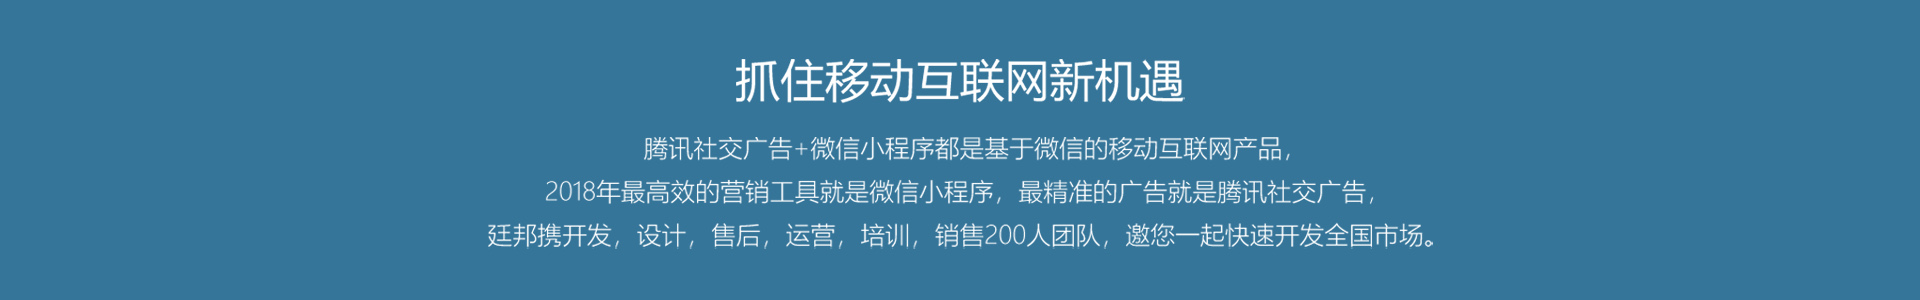 抓住移动互联网新机遇
腾讯社交广告+微信小程序都是基于微信的移动互联网产品，
2018年最高效的营销工具就是微信小程序，最精准的广告就是腾讯社交广告，
廷邦携开发，设计，售后，运营，培训，销售200人团队，邀您一起快速开发全国市场。